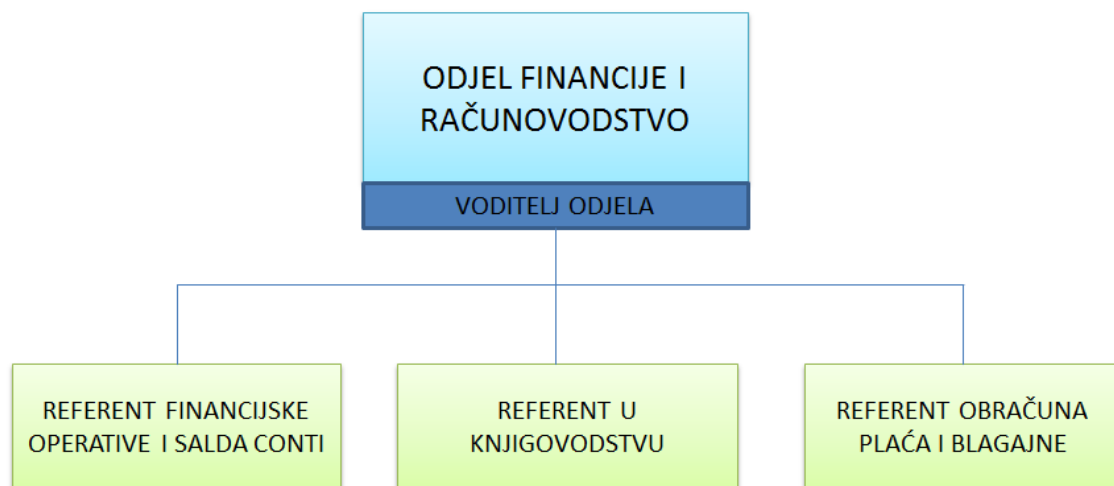 ODJEL FINANCIJE I
RAČUNOVODSTVO
VODITELJ ODJELA
REFERENT FINANCIJSKE
OPERATIVE I SALDA CONTI
REFERENT U
KNJIGOVODSTVU
REFERENT OBRAČUNA
PLAĆA I BLAGAJNE